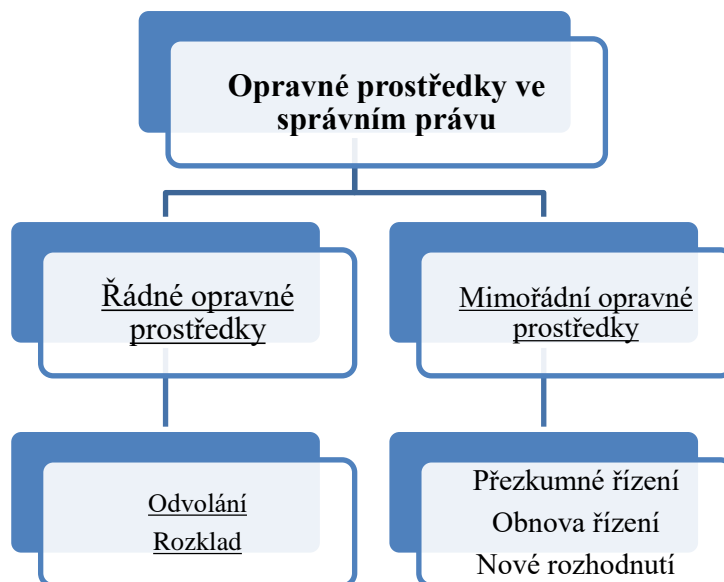 Opravné prostředky ve
správním právu
Řádné opravné
prostředky
Mimořádní opravné
prostředky
Odvolání
Rozklad
Přezkumné řízení
Obnova řízení
Nové rozhodnutí